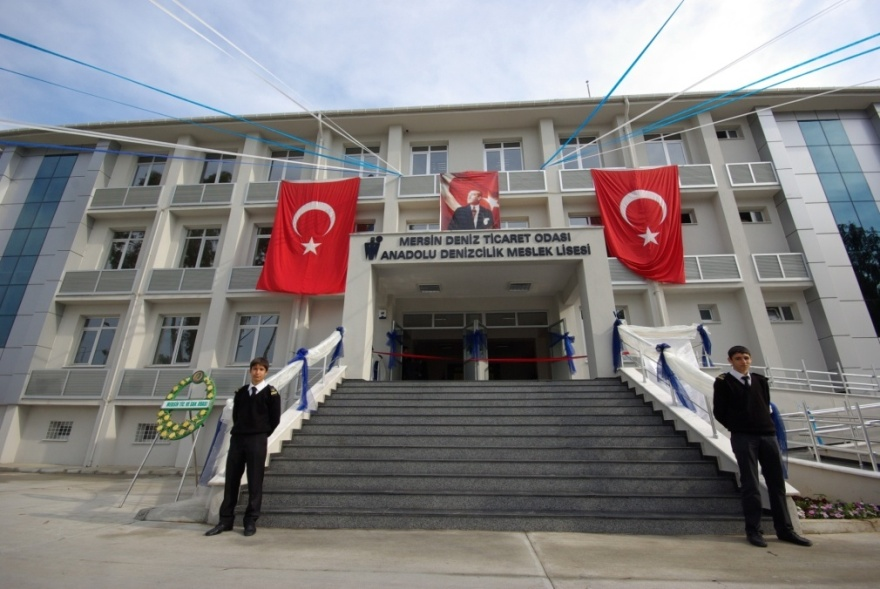 MERSİN DENİZ TİCARET ODASI
ANADOLU DENİZCİLİK MESLEK LİSESİ